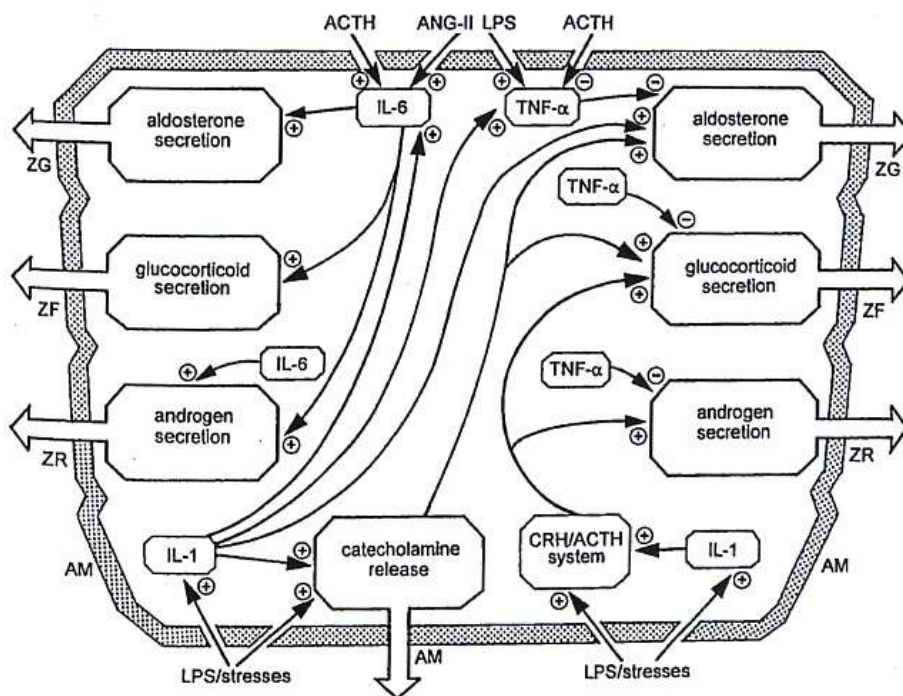 ACTH
ANG-II LPS
ACTH
IL-6
TNF-α
aldosterone
secretion
aldosterone
secretion
ZG
ZG
TNF-α
glucocorticoid
secretion
glucocorticoid
secretion
ZF
ZF
IL-6
TNF-α
androgen
secretion
androgen
secretion
ZR
ZR
IL-1
catecholamine
release
CRH/ACTH
system
IL-1
AM
AM
LPS/stresses
AM
LPS/stresses